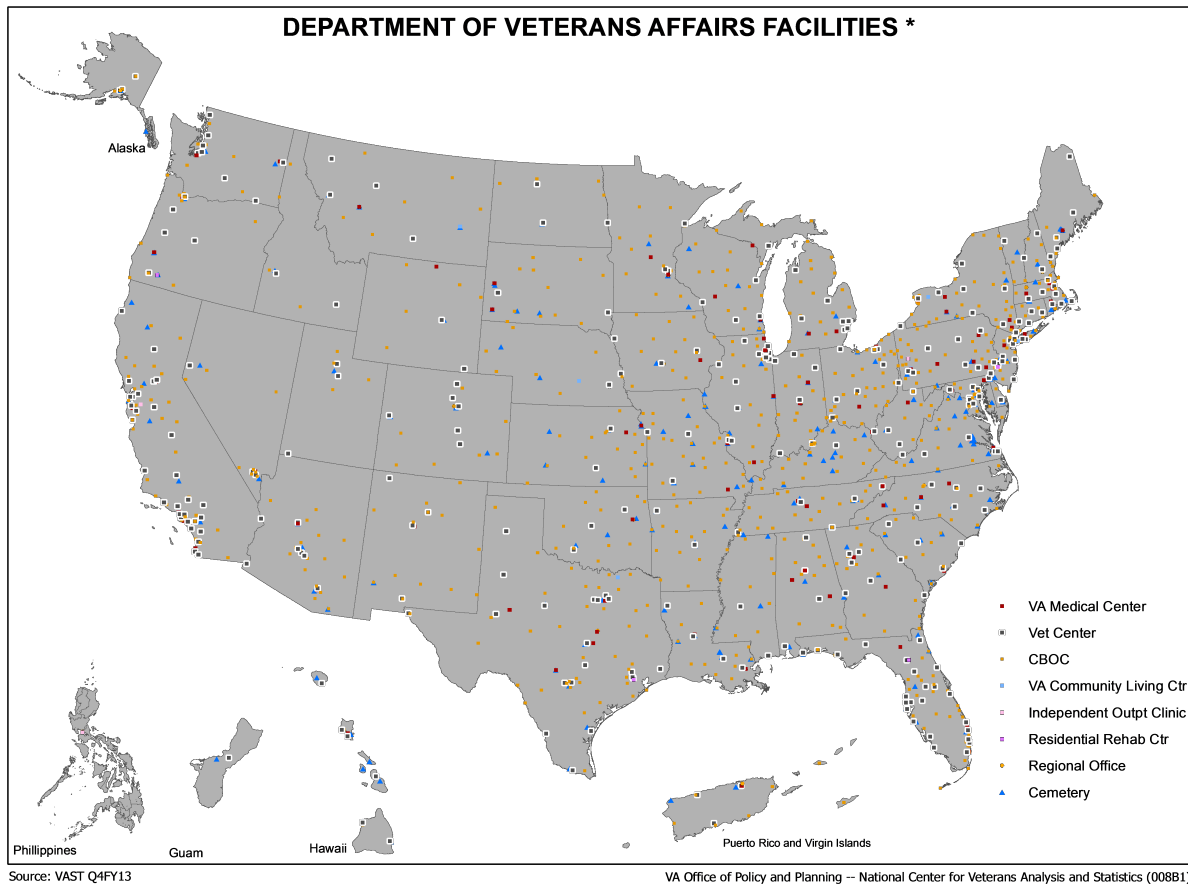 DEPARTMENT OF VETERANS AFFAIRS FACILITIES *
Alaska
VA Medical Center
Vet Center
CBOC
VA Community Living Ctr
Independent Outpt Clinic
Residential Rehab Ctr
Regional Office
Cemetery
Phillippines
Guam
Hawaii
Puerto Rico and Virgin Islands
Source: VAST Q4FY13
VA Office of Policy and Planning -- National Center for Veterans Analysis and Statistics (008B1)